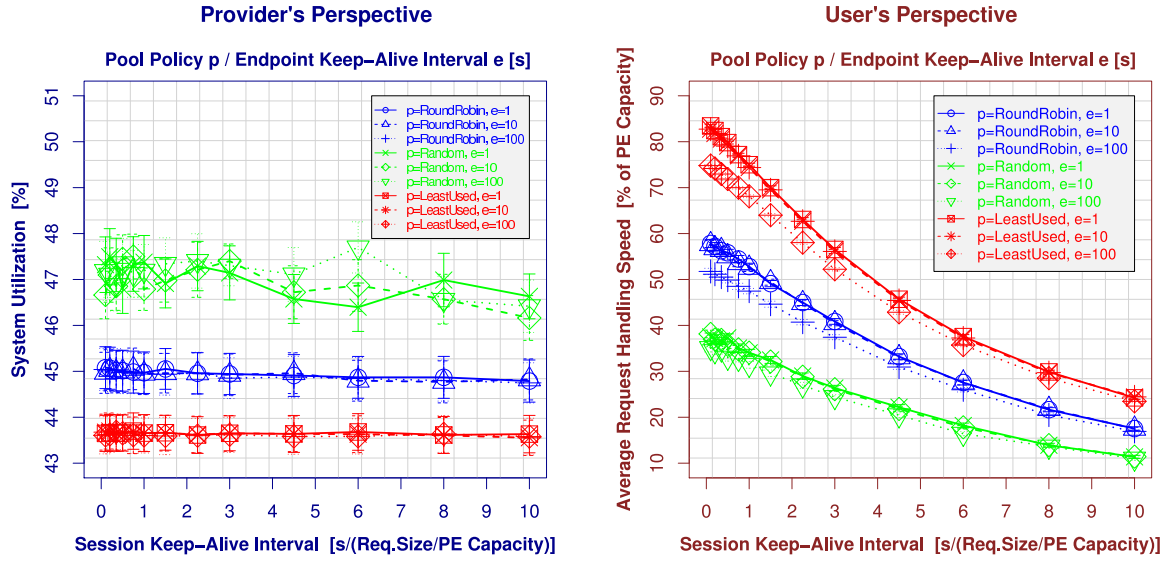 Provider's Perspective
Pool Policy p / Endpoint Keep−Alive Interval e [s]
System Utilization [%]
51
50
49
48
47
46
45
44
43
p=RoundRobin, e=1
p=RoundRobin, e=10
p=RoundRobin, e=100
p=Random, e=1
p=Random, e=10
p=Random, e=100
p=LeastUsed, e=1
p=LeastUsed, e=10
p=LeastUsed, e=100
0 1 2 3 4 5 6 7 8 9 10
Session Keep−Alive Interval [s/(Req.Size/PE Capacity)]
User's Perspective
Pool Policy p / Endpoint Keep−Alive Interval e [s]
Average Request Handling Speed [% of PE Capacity]
90
80
70
60
50
40
30
20
10
p=RoundRobin, e=1
p=RoundRobin, e=10
p=RoundRobin, e=100
p=Random, e=1
p=Random, e=10
p=Random, e=100
p=LeastUsed, e=1
p=LeastUsed, e=10
p=LeastUsed, e=100
0 1 2 3 4 5 6 7 8 9 10
Session Keep−Alive Interval [s/(Req.Size/PE Capacity)]